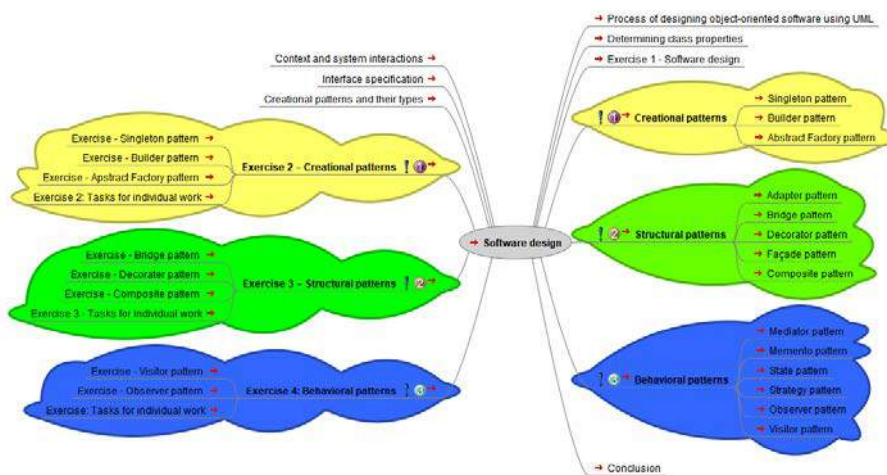 Process of designing object-oriented software using UML
Determining class properties
Exercise 1 - Software design
Context and system interactions
Interface specification
Creational patterns and their types
Creational patterns
Singleton pattern
Builder pattern
Abstract Factory pattern
Exercise 2 – Creational patterns
Exercise - Singleton pattern
Exercise - Builder pattern
Exercise - Apstract Factory pattern
Exercise 2: Tasks for individual work
Software design
Structural patterns
Adapter pattern
Bridge pattern
Decorator pattern
Façade pattern
Composite pattern
Exercise 3 – Structural patterns
Exercise - Bridge pattern
Exercise - Decorater pattern
Exercise - Composite pattern
Exercise 3 - Tasks for individual work
Behavioral patterns
Mediator pattern
Memento pattern
State pattern
Strategy pattern
Observer pattern
Visitor pattern
Exercise 4: Behavioral patterns
Exercise - Visitor pattern
Exercise - Observer pattern
Exercise: Tasks for individual work
Conclusion